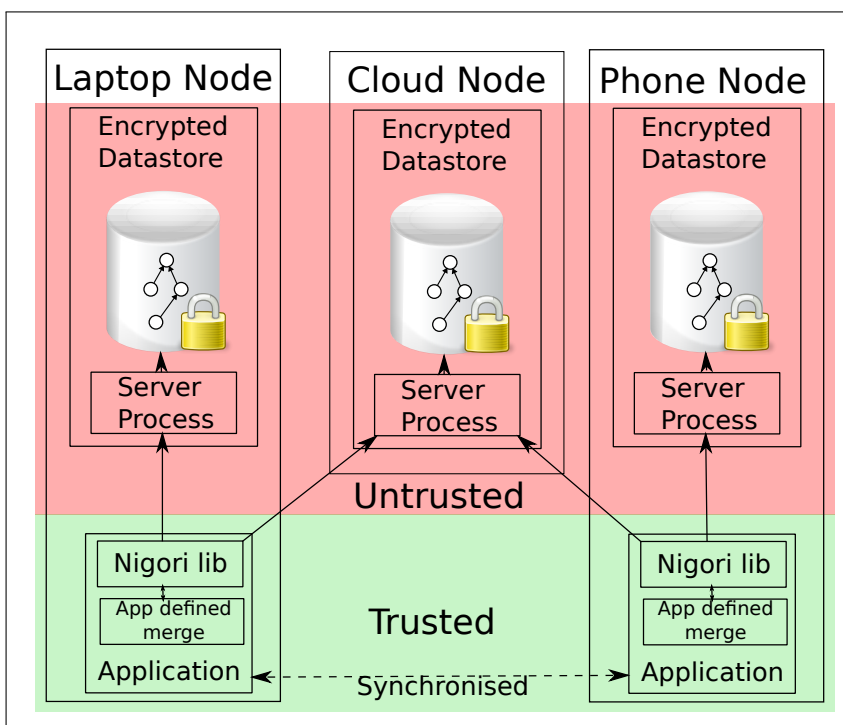 Laptop Node
Encrypted
Datastore
Server
Process
Nigori lib
App defined
merge
Application
Cloud Node
Encrypted
Datastore
Server
Process
Untrusted
Trusted
Synchronised
Phone Node
Encrypted
Datastore
Server
Process
Nigori lib
App defined
merge
Application